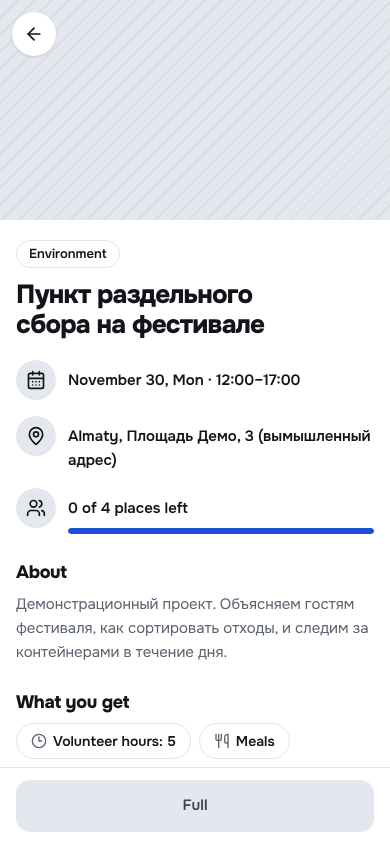 Environment
Пункт раздельного
сбора на фестивале
November 30, Mon · 12:00–17:00
Almaty, Площадь Демо, 3 (вымышленный
адрес)
0 of 4 places left
About
Демонстрационный проект. Объясняем гостям
фестиваля, как сортировать отходы, и следим за
контейнерами в течение дня.
What you get
Volunteer hours: 5
Meals
Full